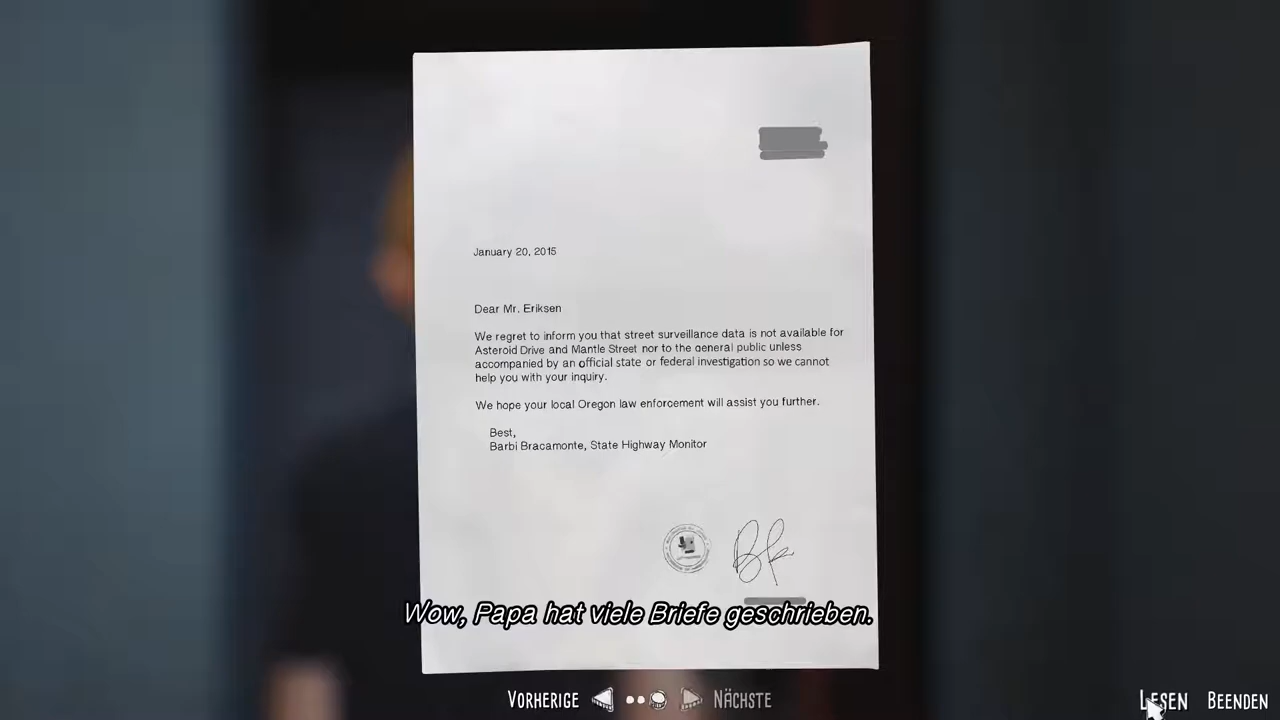 January 20, 2015
Dear Mr. Eriksen
We regret to inform you that street surveillance data is not available for
Asteroid Drive and Mantle Street nor to the general public unless
accompanied by an official state or federal investigation so we cannot
help you with your inquiry.
We hope your local Oregon law enforcement will assist you further.
Best,
Barbi Bracamonte, State Highway Monitor
Wow, Papa hat viele Briefe geschrieben.
VORHERIGE
NÄCHSTE
LESEN
BEENDEN